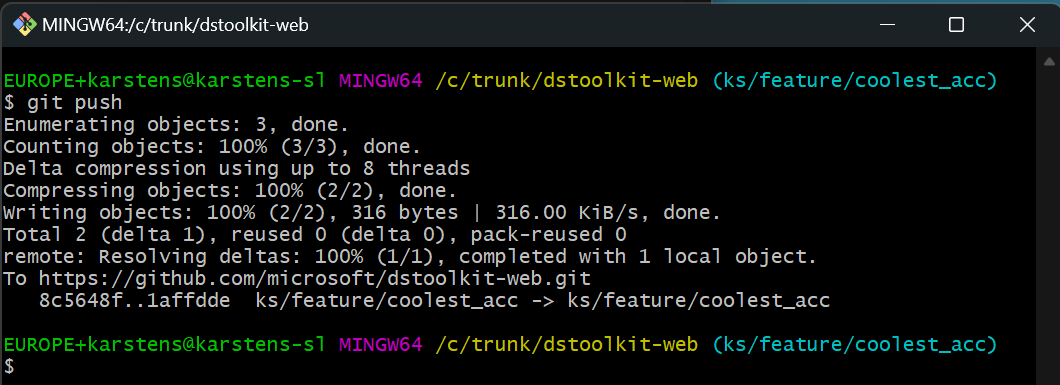 MINGW64:/c/trunk/dstoolkit-web
EUROPE+karstens@karstens-sl MINGW64 /c/trunk/dstoolkit-web (ks/feature/coolest_acc)
$ git push
Enumerating objects: 3, done.
Counting objects: 100% (3/3), done.
Delta compression using up to 8 threads
Compressing objects: 100% (2/2), done.
Writing objects: 100% (2/2), 316 bytes | 316.00 KiB/s, done.
Total 2 (delta 1), reused 0 (delta 0), pack-reused 0
remote: Resolving deltas: 100% (1/1), completed with 1 local object.
To https://github.com/microsoft/dstoolkit-web.git
   8c5648f..1affdde  ks/feature/coolest_acc -> ks/feature/coolest_acc
EUROPE+karstens@karstens-sl MINGW64 /c/trunk/dstoolkit-web (ks/feature/coolest_acc)
$